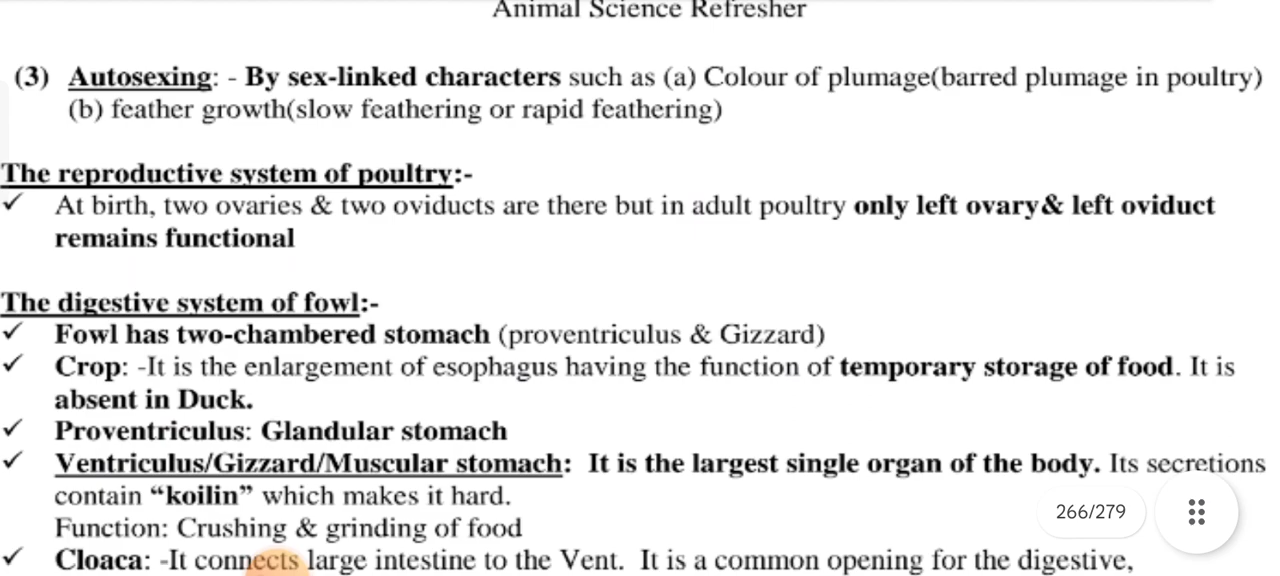 Animal Science Refresher
(3) Autosexing: - By sex-linked characters such as (a) Colour of plumage(barred plumage in poultry)
(b) feather growth(slow feathering or rapid feathering)
The reproductive system of poultry:-
✓ At birth, two ovaries & two oviducts are there but in adult poultry only left ovary& left oviduct
remains functional
The digestive system of fowl:-
✓ Fowl has two-chambered stomach (proventriculus & Gizzard)
✓ Crop: -It is the enlargement of esophagus having the function of temporary storage of food. It is
absent in Duck.
✓ Proventriculus: Glandular stomach
✓ Ventriculus/Gizzard/Muscular stomach: It is the largest single organ of the body. Its secretions
contain “koilin” which makes it hard.
Function: Crushing & grinding of food
266/279
✓ Cloaca: -It connects large intestine to the Vent. It is a common opening for the digestive,